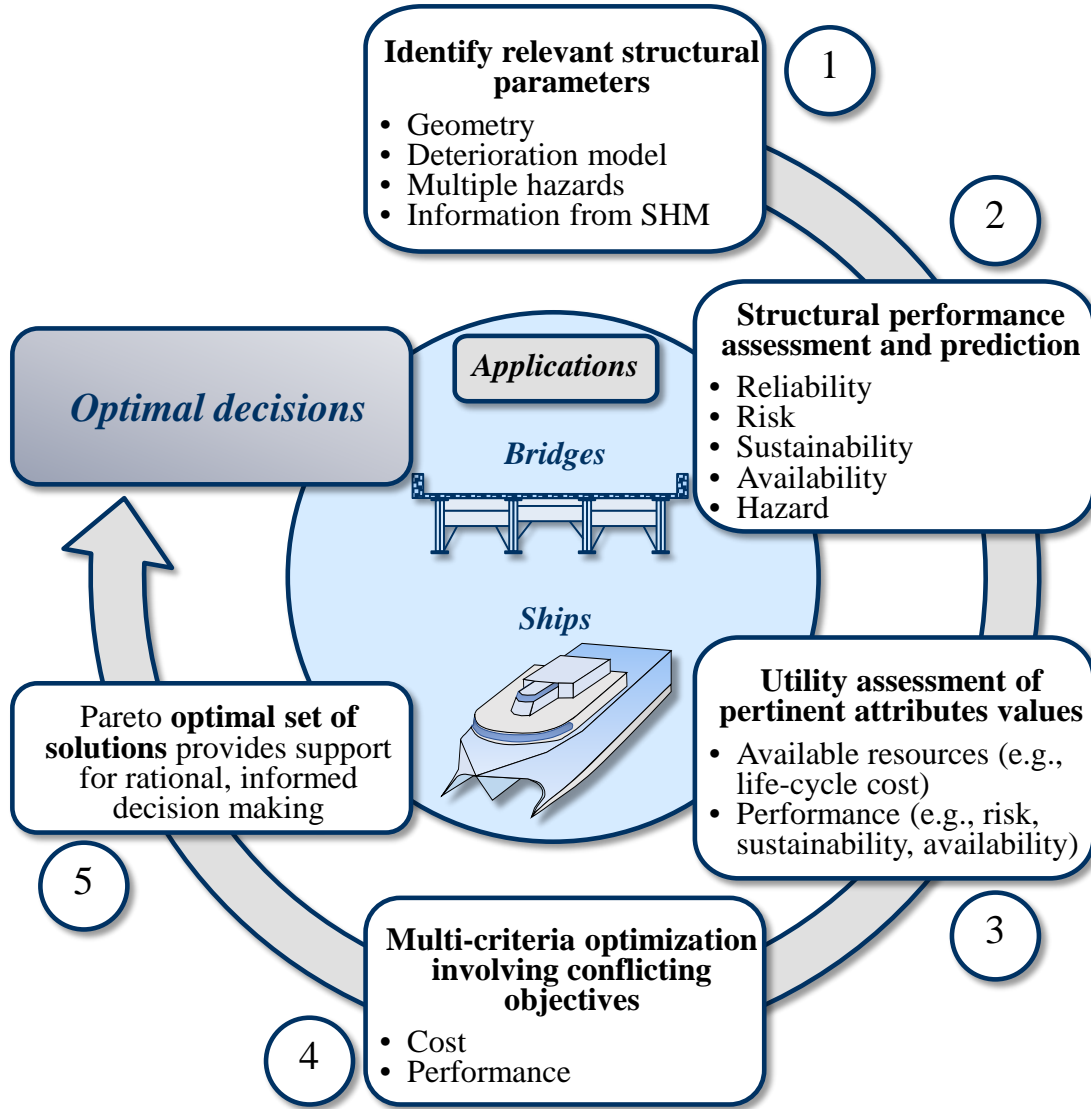 1
Identify relevant structural
parameters
• Geometry
• Deterioration model
• Multiple hazards
• Information from SHM
2
Structural performance
assessment and prediction
• Reliability
• Risk
• Sustainability
• Availability
• Hazard
3
Utility assessment of
pertinent attributes values
• Available resources (e.g.,
life-cycle cost)
• Performance (e.g., risk,
sustainability, availability)
4
Multi-criteria optimization
involving conflicting
objectives
• Cost
• Performance
5
Pareto optimal set of
solutions provides support
for rational, informed
decision making
Optimal decisions
Applications
Bridges
Ships